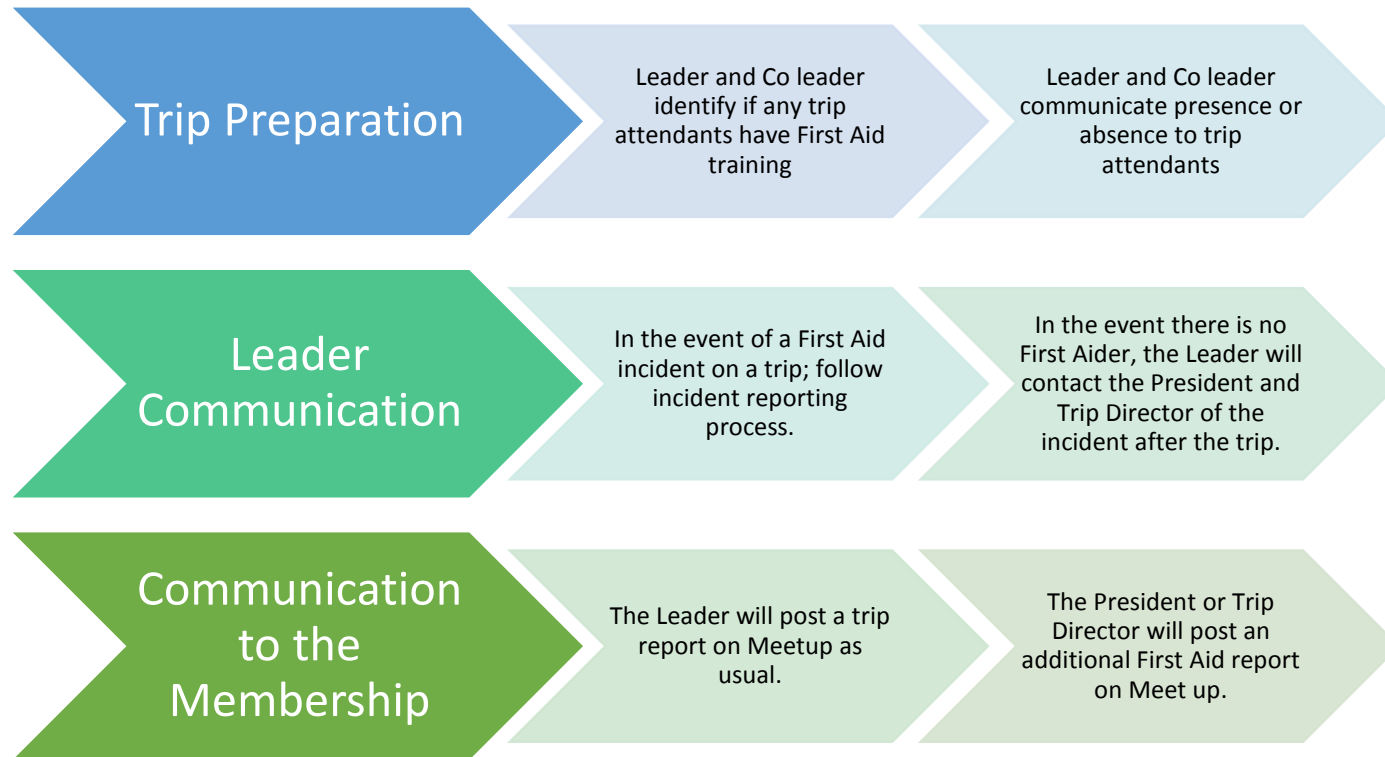 Trip Preparation
Leader and Co leader
identify if any trip
attendants have First Aid
training
Leader and Co leader
communicate presence or
absence to trip
attendants
Leader
Communication
In the event of a First Aid
incident on a trip; follow
incident reporting
process.
In the event there is no
First Aider, the Leader will
contact the President and
Trip Director of the
incident after the trip.
Communication
to the
Membership
The Leader will post a trip
report on Meetup as
usual.
The President or Trip
Director will post an
additional First Aid report
on Meet up.